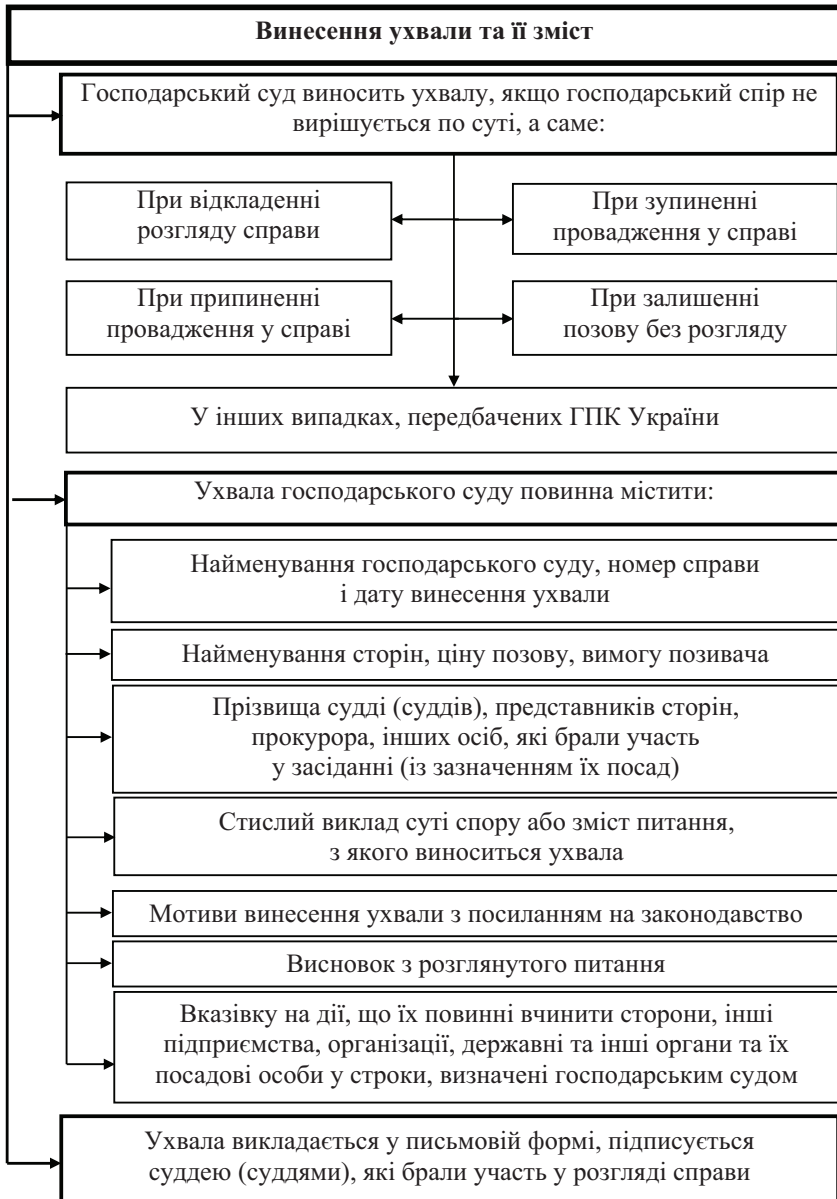 Винесення ухвали та її зміст
Господарський суд виносить ухвалу, якщо господарський спір не
вирішується по суті, а саме:
При відкладенні
розгляду справи
При зупиненні
провадження у справі
При припиненні
провадження у справі
При залишенні
позову без розгляду
У інших випадках, передбачених ГПК України
Ухвала господарського суду повинна містити:
Найменування господарського суду, номер справи
і дату винесення ухвали
Найменування сторін, ціну позову, вимогу позивача
Прізвища судді (суддів), представників сторін,
прокурора, інших осіб, які брали участь
у засіданні (із зазначенням їх посад)
Стислий виклад суті спору або зміст питання,
з якого виноситься ухвала
Мотиви винесення ухвали з посиланням на законодавство
Висновок з розглянутого питання
Вказівку на дії, що їх повинні вчинити сторони, інші
підприємства, організації, державні та інші органи та їх
посадові особи у строки, визначені господарським судом
Ухвала викладається у письмовій формі, підписується
суддею (суддями), які брали участь у розгляді справи